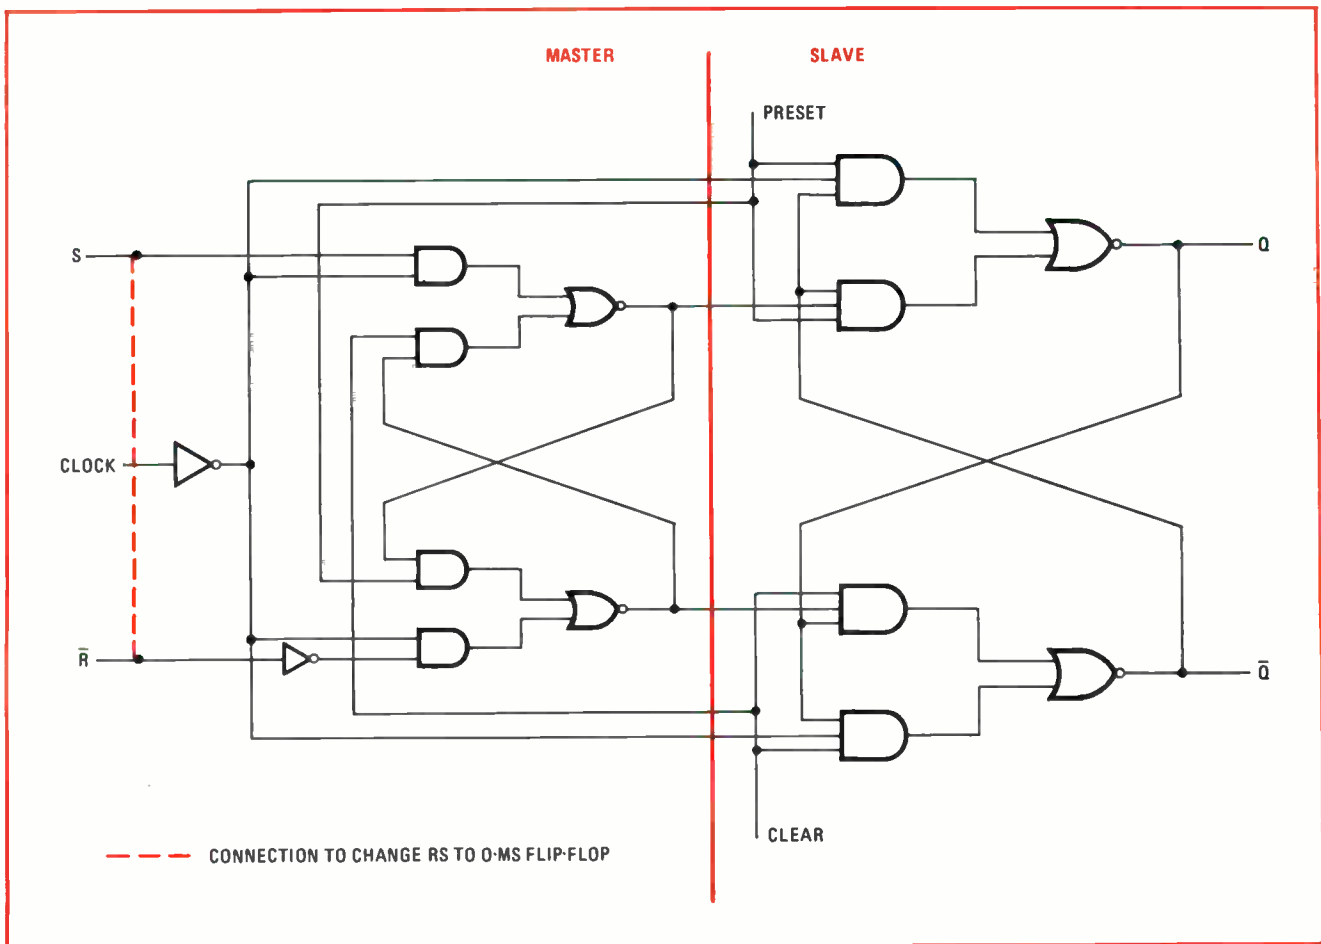 MASTER
SLAVE
PRESET
S
Q
CLOCK
R̅
Q̅
CLEAR
CONNECTION TO CHANGE RS TO O·MS FLIP·FLOP